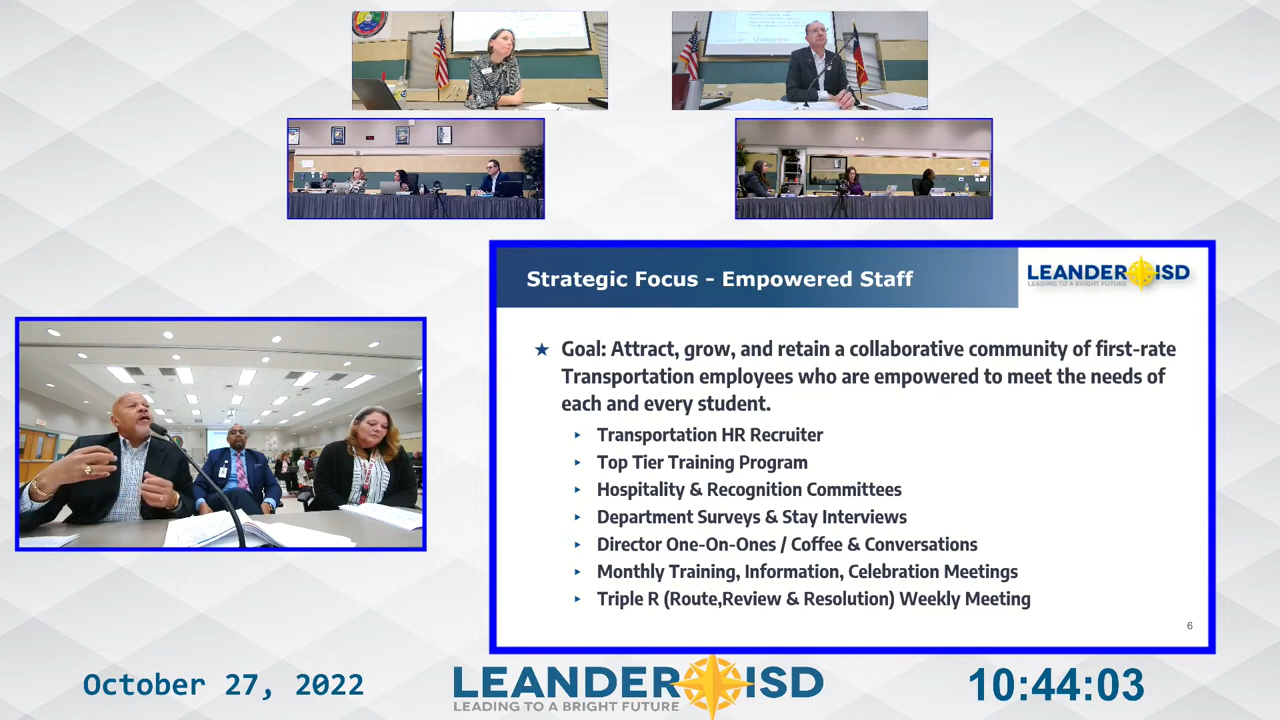 Strategic Focus - Empowered Staff
LEANDER ISD
LEADING TO A BRIGHT FUTURE
★ Goal: Attract, grow, and retain a collaborative community of first-rate
Transportation employees who are empowered to meet the needs of
each and every student.
▸ Transportation HR Recruiter
▸ Top Tier Training Program
▸ Hospitality & Recognition Committees
▸ Department Surveys & Stay Interviews
▸ Director One-On-Ones / Coffee & Conversations
▸ Monthly Training, Information, Celebration Meetings
▸ Triple R (Route,Review & Resolution) Weekly Meeting
6
October 27, 2022
LEANDER ISD
LEADING TO A BRIGHT FUTURE
10:44:03